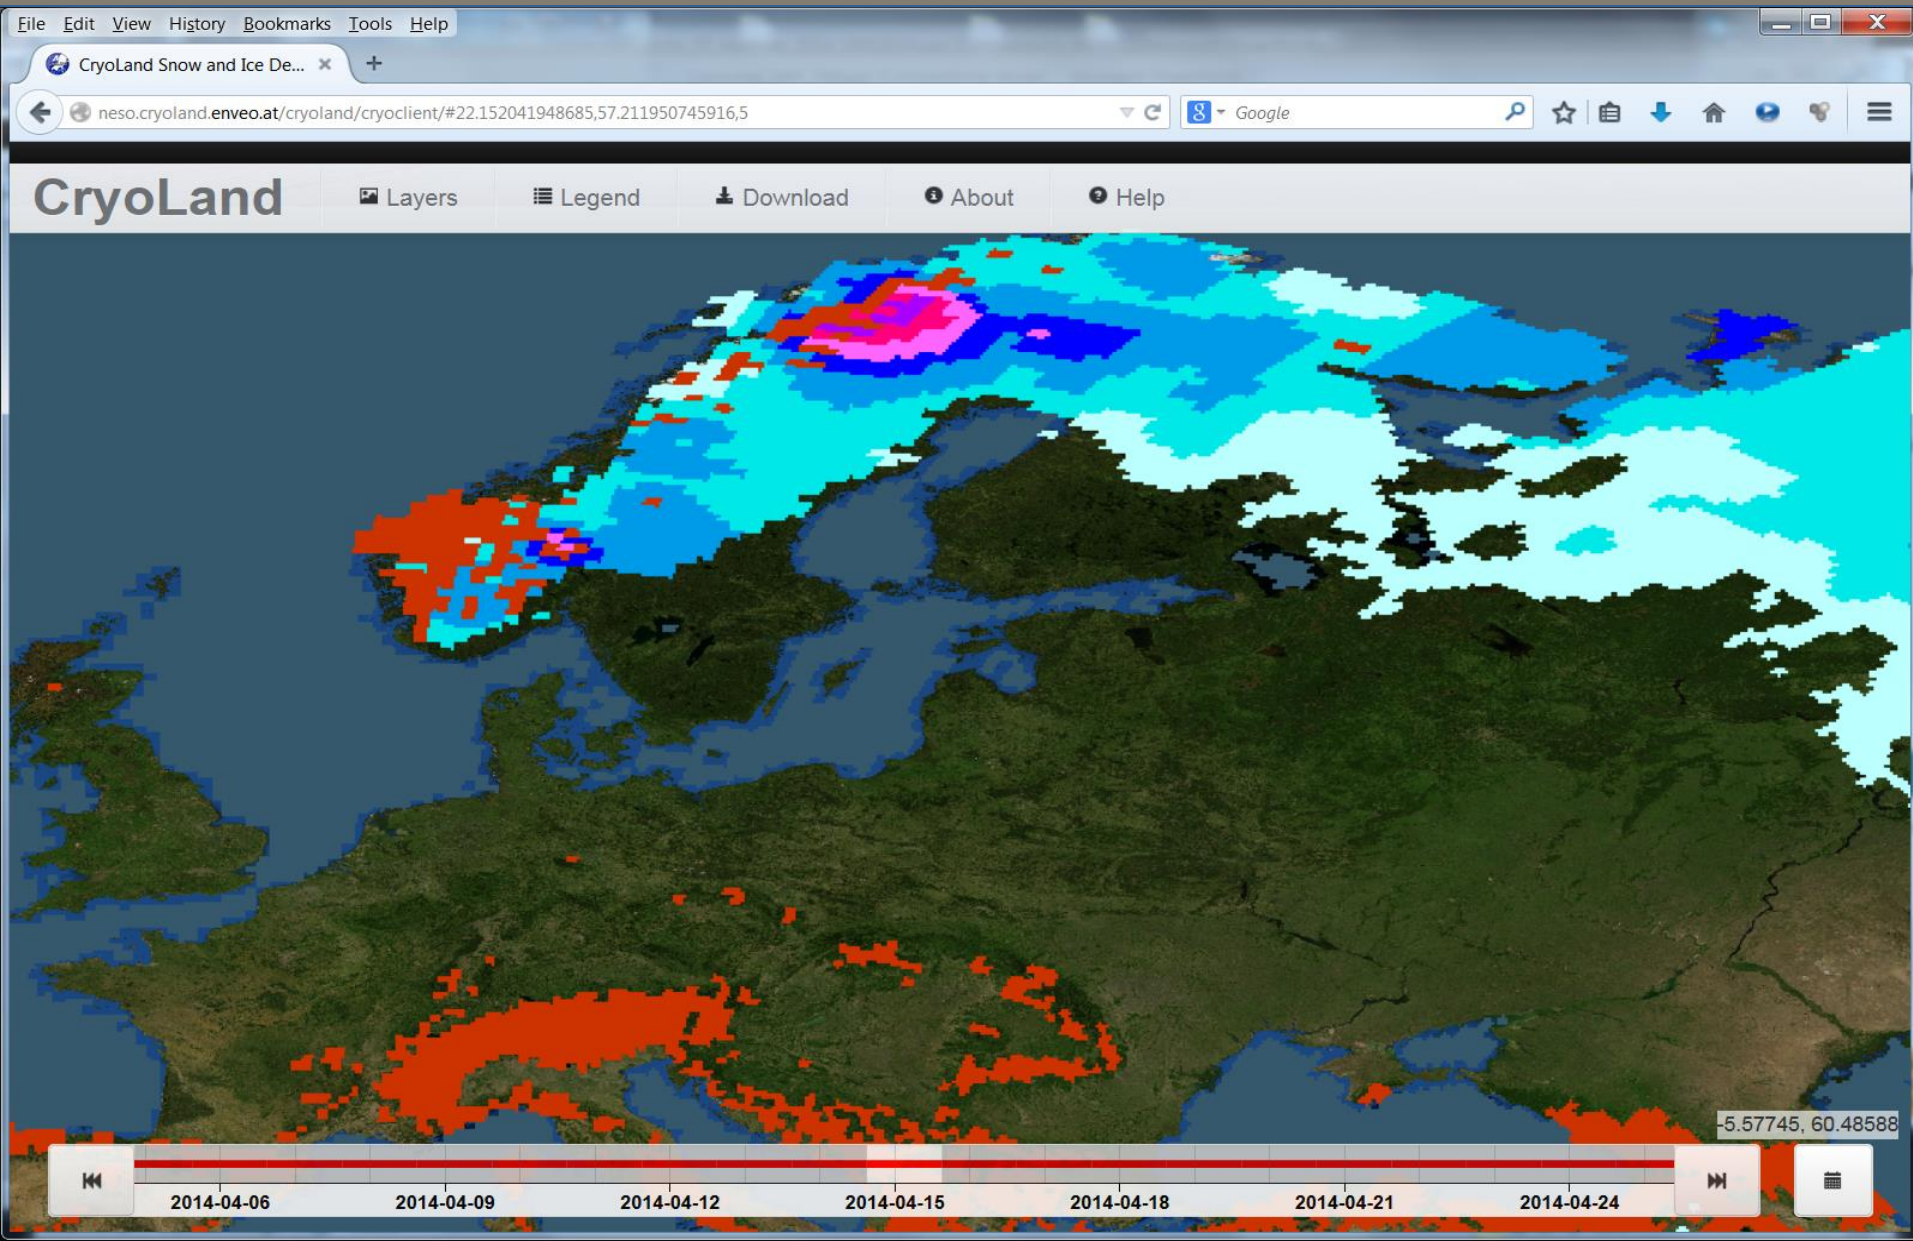 File Edit View History Bookmarks Tools Help
CryoLand Snow and Ice De...
neso.cryoland.enveo.at/cryoland/cryoclient/#22.152041948685,57.211950745916,5
8 Google
CryoLand Layers Legend Download About Help
-5.57745, 60.48588
2014-04-06 2014-04-09 2014-04-12 2014-04-15 2014-04-18 2014-04-21 2014-04-24